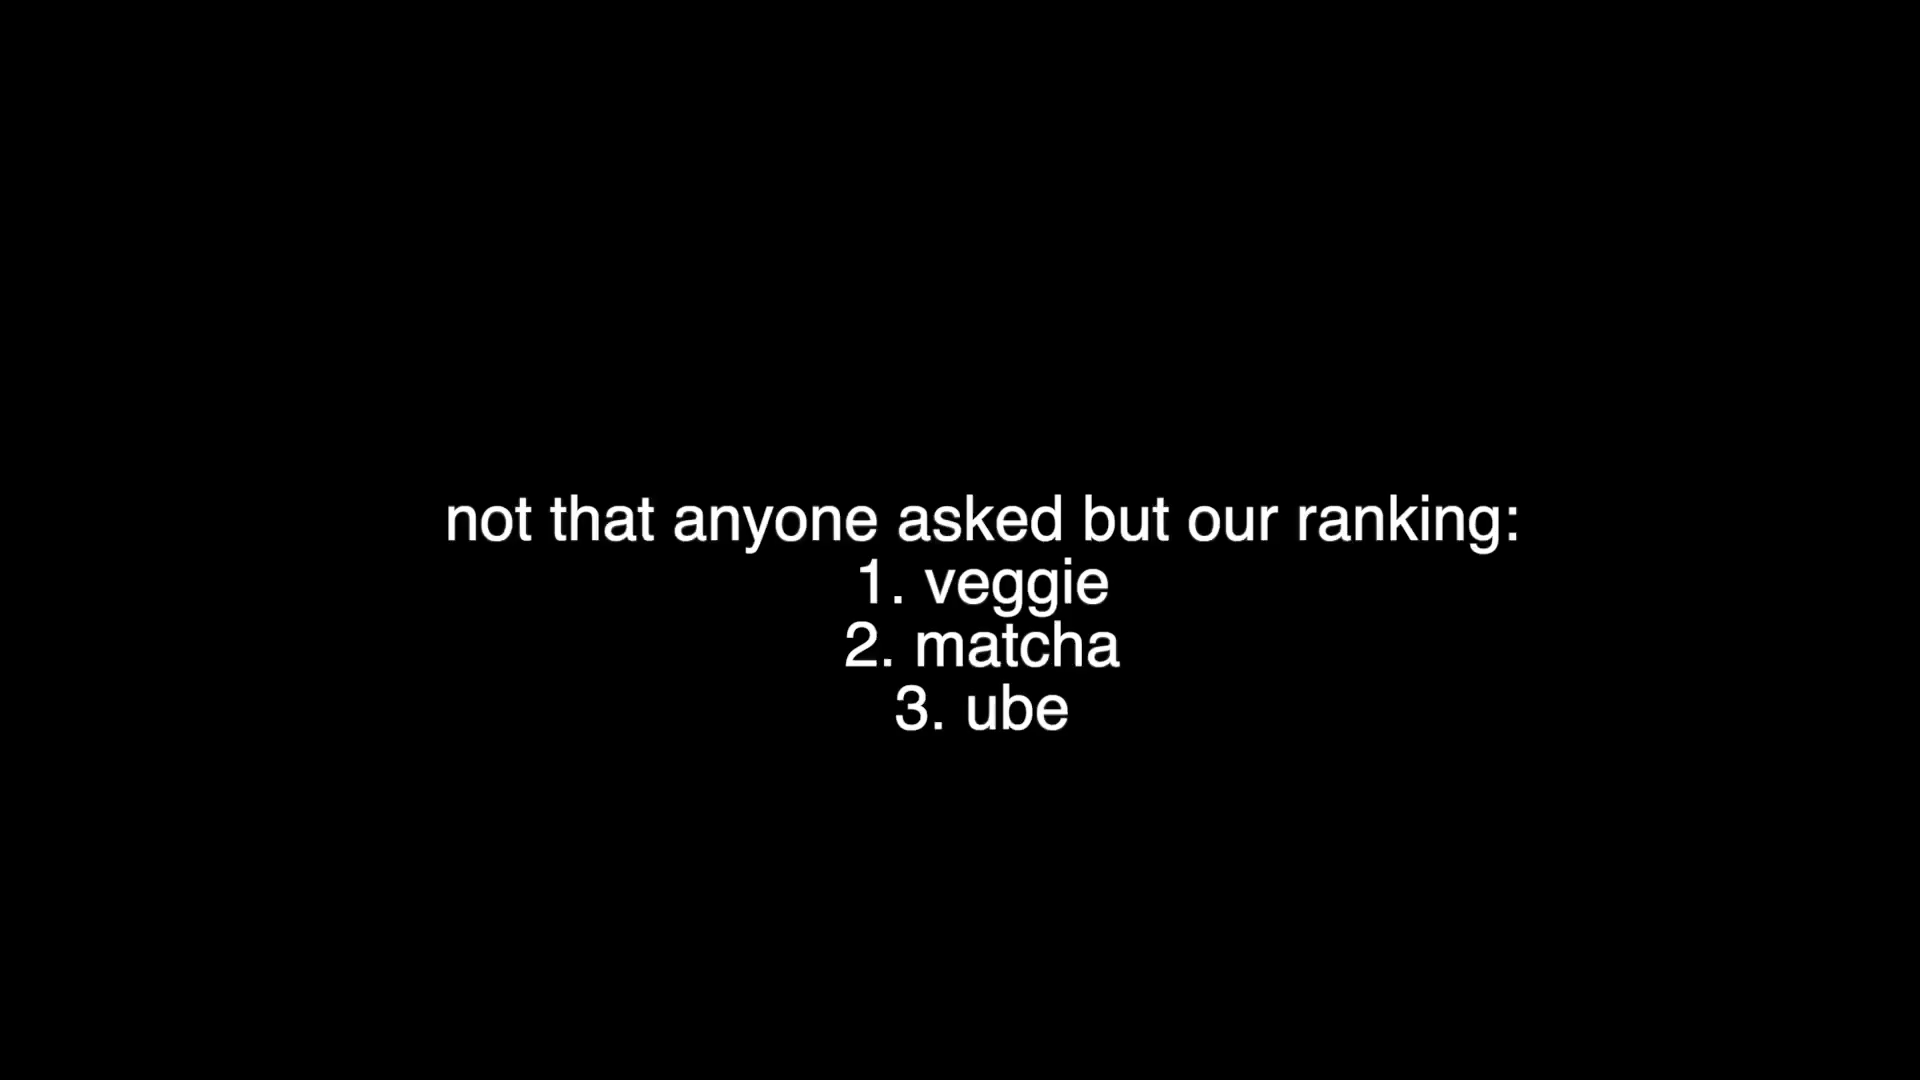 not that anyone asked but our ranking:
1. veggie
2. matcha
3. ube